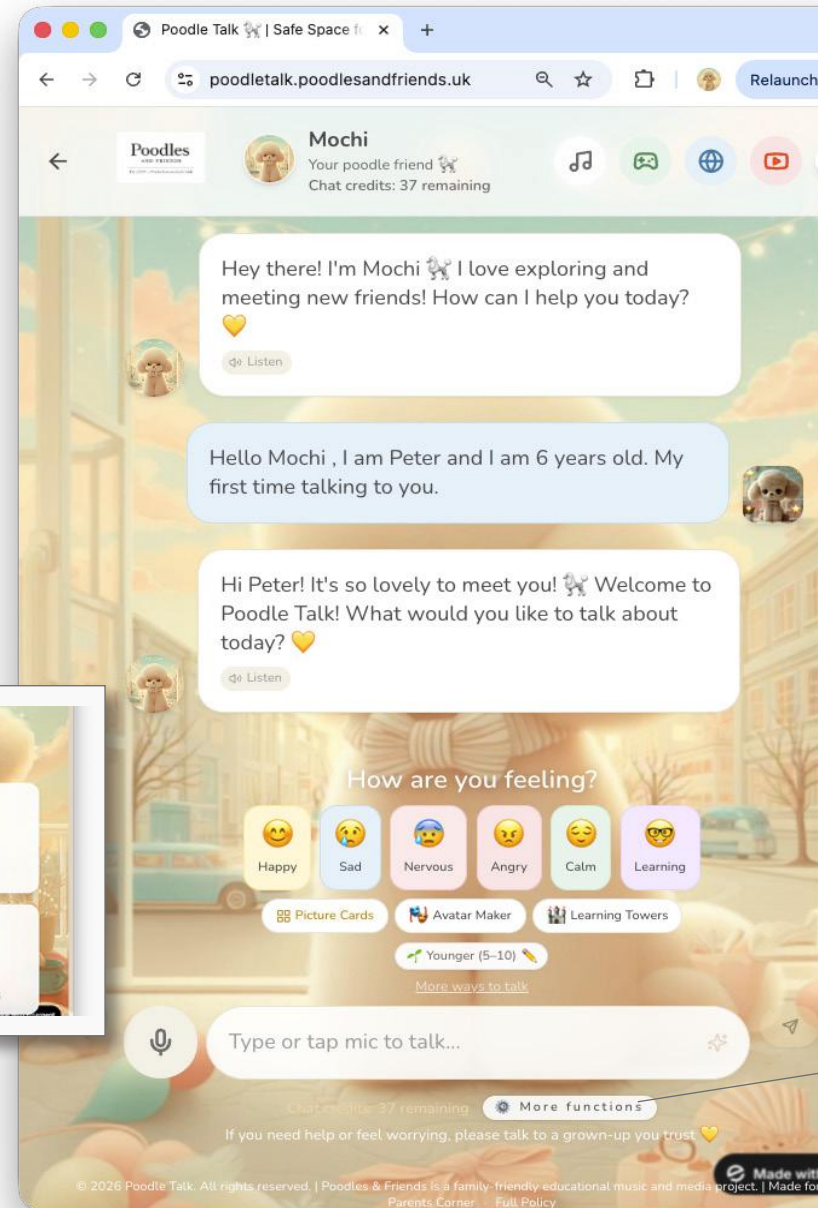 Poodle Talk 🐩 | Safe Space f
poodletalk.poodlesandfriends.uk
Relaunch
Poodles
AND FRIENDS
Mochi
Your poodle friend 🐩
Chat credits: 37 remaining
Hey there! I'm Mochi 🐩 I love exploring and
meeting new friends! How can I help you today?
💛
Listen
Hello Mochi , I am Peter and I am 6 years old. My
first time talking to you.
Hi Peter! It's so lovely to meet you! 🐩 Welcome to
Poodle Talk! What would you like to talk about
today? 💛
Listen
How are you feeling?
Happy Sad Nervous Angry Calm Learning
Picture Cards Avatar Maker Learning Towers
Younger (5–10)
More ways to talk
Type or tap mic to talk...
Chat credits: 37 remaining More functions
If you need help or feel worrying, please talk to a grown-up you trust 💛
Made with
© 2026 Poodle Talk. All rights reserved. | Poodles & Friends is a family-friendly educational music and media project. | Made for
Parents Corner · Full Policy